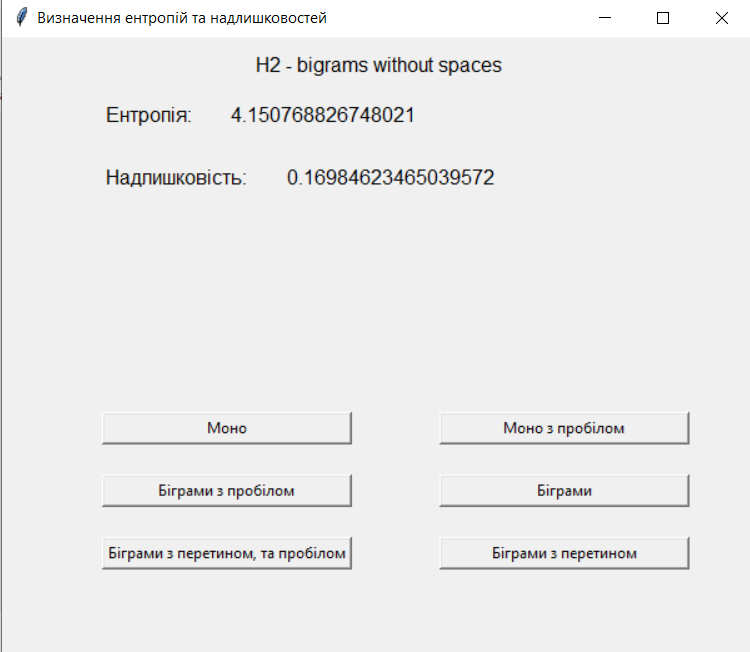 Визначення ентропій та надлишковостей
H2 - bigrams without spaces
Ентропія: 4.150768826748021
Надлишковість: 0.16984623465039572
Моно
Моно з пробілом
Біграми з пробілом
Біграми
Біграми з перетином, та пробілом
Біграми з перетином